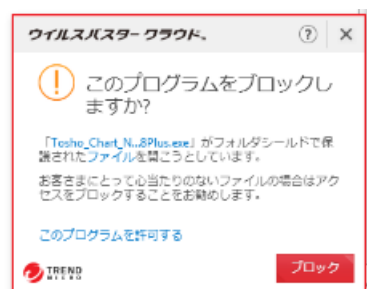 ウイルスバスター クラウド.
?
×
このプログラムをブロックし
ますか?
「Tosho_Chart_N...8Plus.exe」がフォルダシールドで保
護されたファイルを開こうとしています。
お客さまにとって心当たりのないファイルの場合はアク
セスをブロックすることをお勧めします。
このプログラムを許可する
TREND
MICRO
ブロック